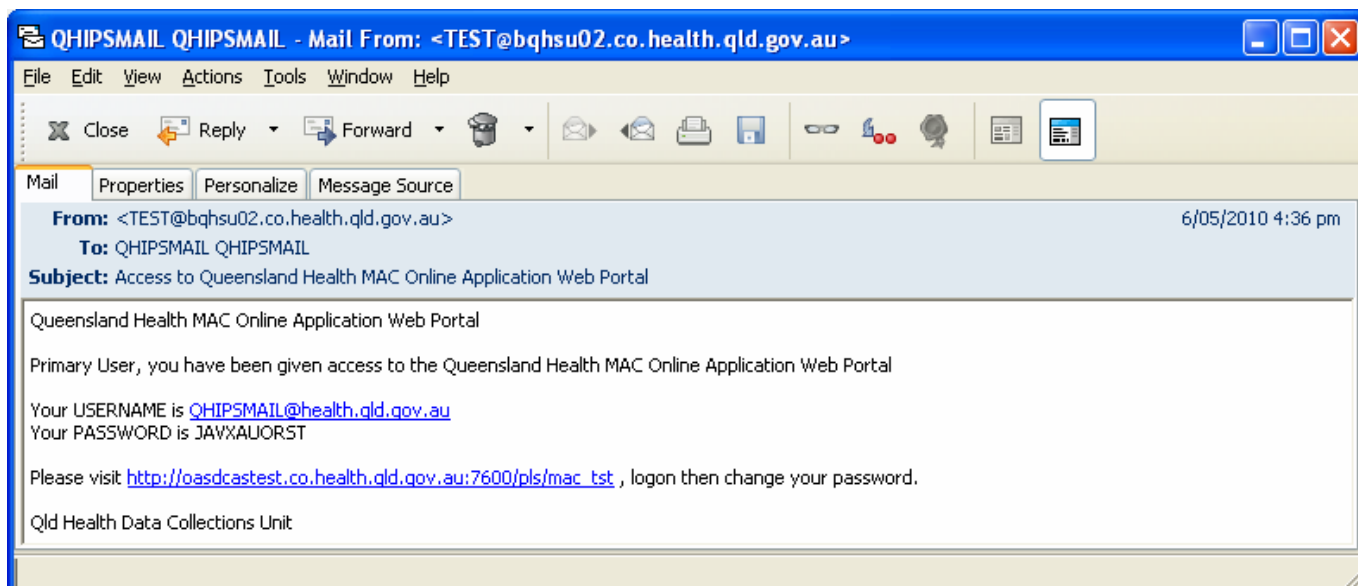 QHIPSMAIL QHIPSMAIL - Mail From: <TEST@bqhsu02.co.health.qld.gov.au>
File Edit View Actions Tools Window Help
Close Reply Forward
Mail Properties Personalize Message Source
From: <TEST@bqhsu02.co.health.qld.gov.au> 6/05/2010 4:36 pm
To: QHIPSMAIL QHIPSMAIL
Subject: Access to Queensland Health MAC Online Application Web Portal
Queensland Health MAC Online Application Web Portal
Primary User, you have been given access to the Queensland Health MAC Online Application Web Portal
Your USERNAME is QHIPSMAIL@health.qld.gov.au
Your PASSWORD is JAVXAUORST
Please visit http://oasdcastest.co.health.qld.gov.au:7600/pls/mac_tst , logon then change your password.
Qld Health Data Collections Unit